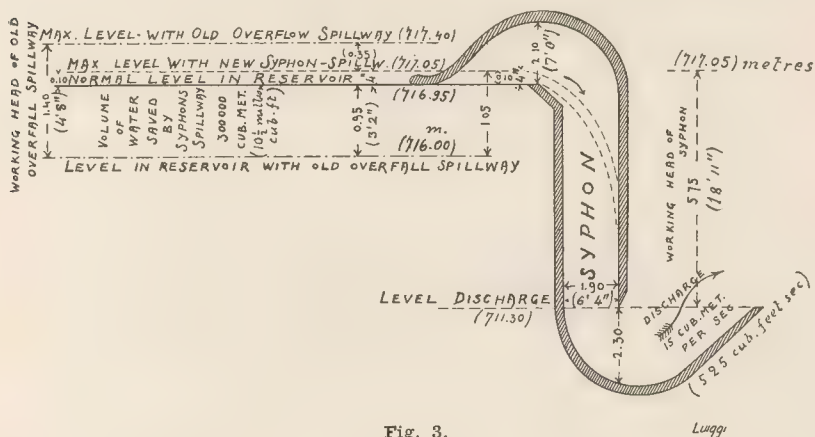 WORKING HEAD OF OLD
OVERFALL SPILLWAY
MAX. LEVEL-WITH OLD OVERFLOW SPILLWAY (717.40)
(0.35)
MAX LEVEL WITH NEW SYPHON-SPILLW. (717.05)
NORMAL LEVEL IN RESERVOIR
4"
(716.95)
0.10
1.40
(4'8")
VOLUME
OF
WATER
SAVED
BY
SYPHONS
SPILLWAY
300000
CUB.MET.
(10½ million
cub.ft)
0.95
(3'2")
m.
(716.00)
1.05
0.10
4"
LEVEL IN RESERVOIR WITH OLD OVERFALL SPILLWAY
2.10
(7'0")
SYPHON
(717.05) metres
WORKING HEAD OF
SYPHON
5.75
(18'11")
LEVEL DISCHARGE
(711.30)
1.90
(6'4")
2.30
DISCHARGE
15 CUB.MET.
PER SEC
(525 cub. feet sec)
Fig. 3.
Luiggi